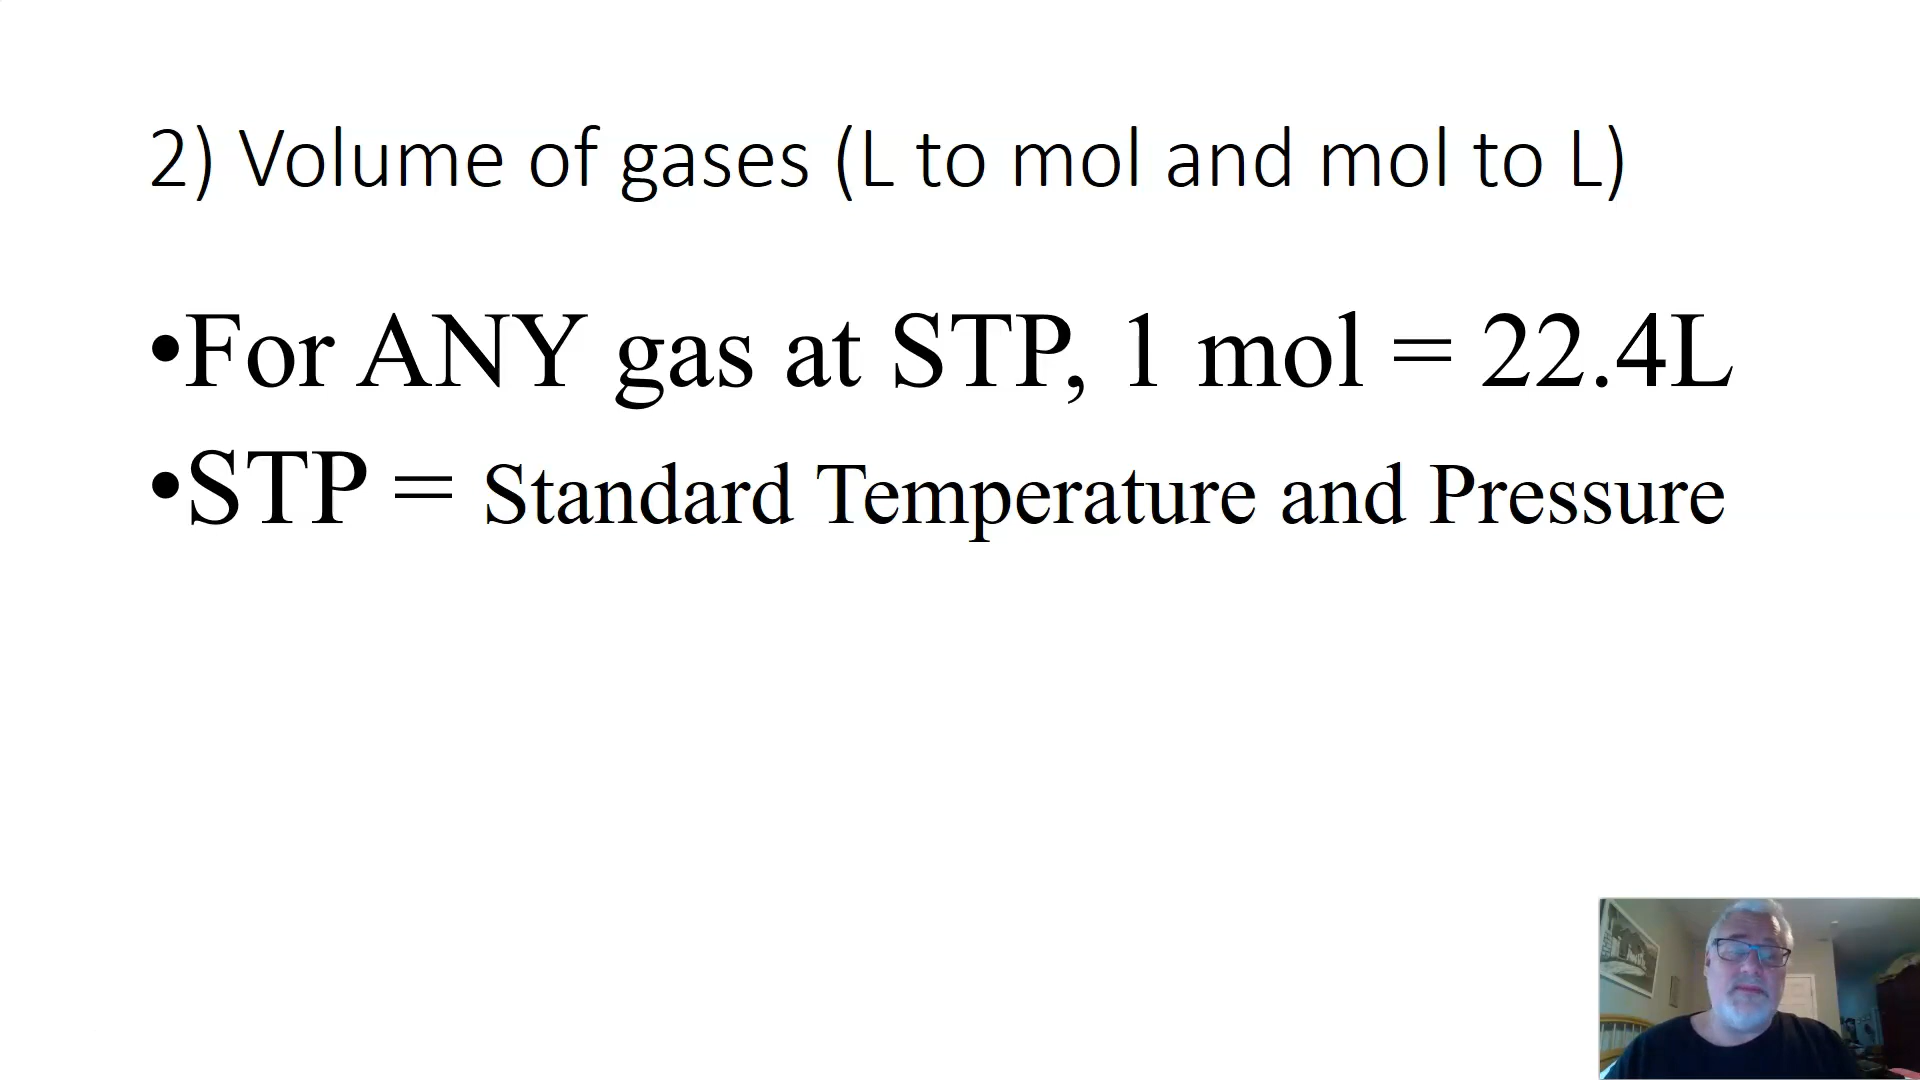 2) Volume of gases (L to mol and mol to L)
•For ANY gas at STP, 1 mol = 22.4L
•STP = Standard Temperature and Pressure